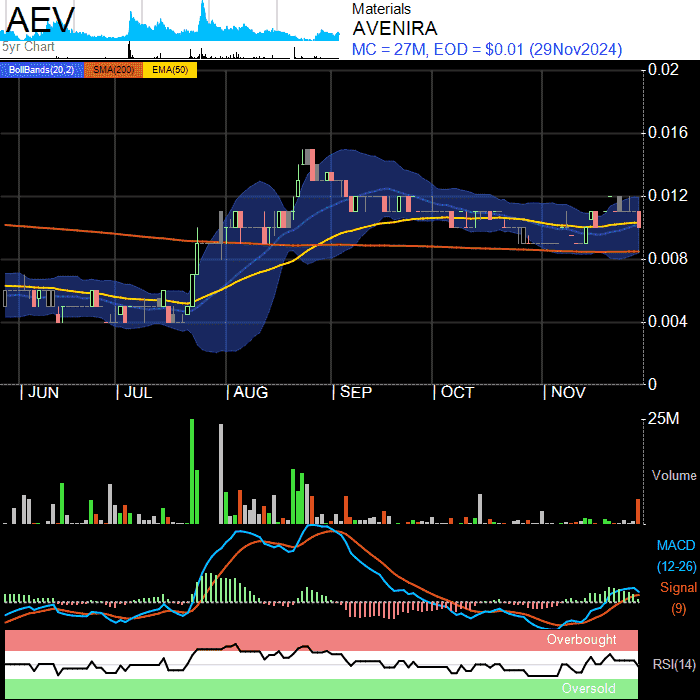 AEV
5yr Chart
Materials
AVENIRA
MC = 27M, EOD = $0.01 (29Nov2024)
BollBands(20,2) SMA(200) EMA(50)
0.02
0.016
0.012
0.008
0.004
0
JUN JUL AUG SEP OCT NOV
25M
Volume
MACD
(12-26)
Signal
(9)
Overbought
RSI(14)
Oversold